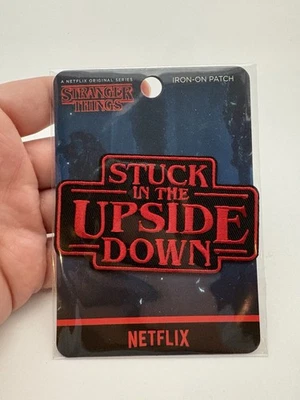 A NETFLIX ORIGINAL SERIES
STRANGER
THINGS
IRON-ON PATCH
STUCK
IN THE
UPSIDE
DOWN
NETFLIX